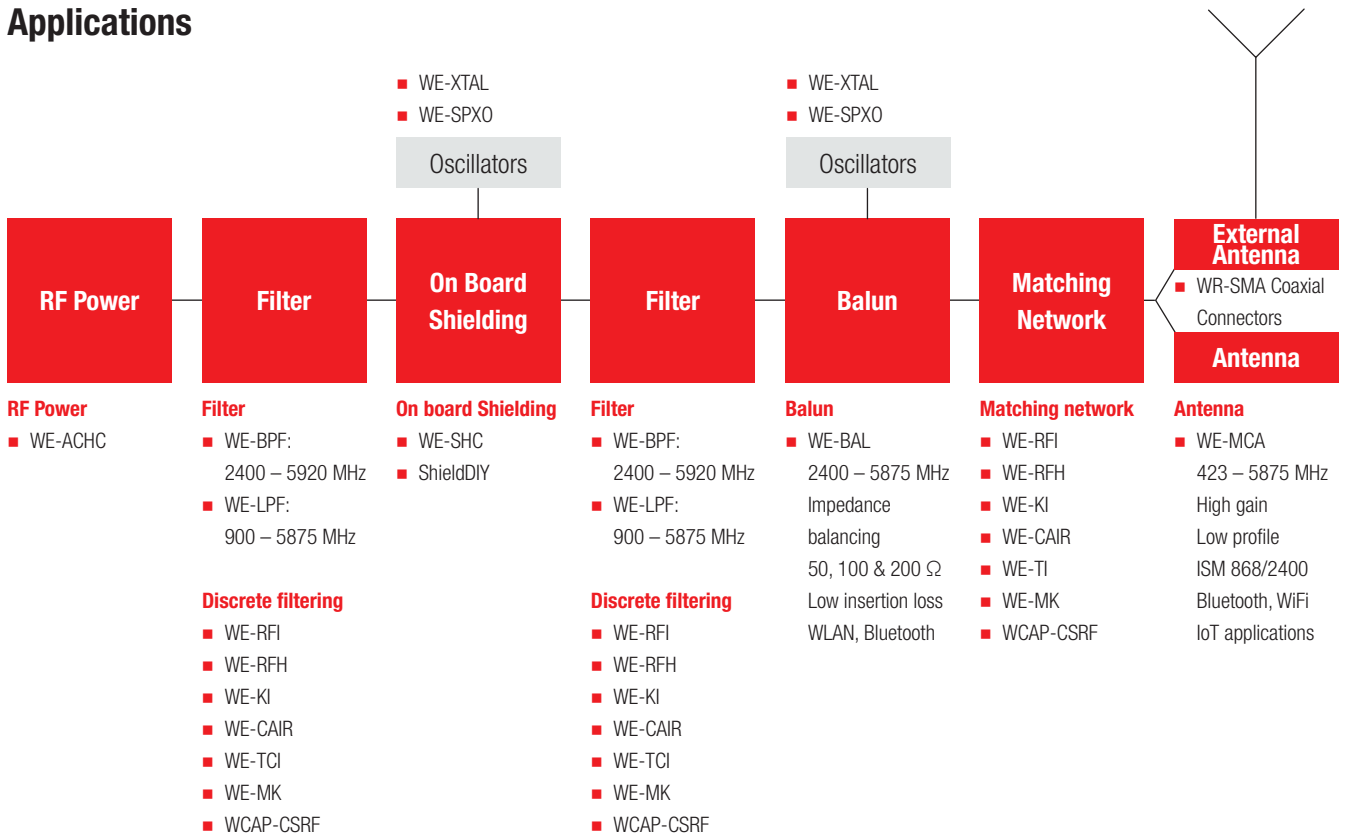 Applications
WE-XTAL
WE-SPXO
Oscillators
WE-XTAL
WE-SPXO
Oscillators
RF Power
Filter
On Board
Shielding
Filter
Balun
Matching
Network
External
Antenna
WR-SMA Coaxial
Connectors
Antenna
RF Power
WE-ACHC
Filter
WE-BPF:
2400 – 5920 MHz
WE-LPF:
900 – 5875 MHz
Discrete filtering
WE-RFI
WE-RFH
WE-KI
WE-CAIR
WE-TCI
WE-MK
WCAP-CSRF
On board Shielding
WE-SHC
ShieldDIY
Filter
WE-BPF:
2400 – 5920 MHz
WE-LPF:
900 – 5875 MHz
Discrete filtering
WE-RFI
WE-RFH
WE-KI
WE-CAIR
WE-TCI
WE-MK
WCAP-CSRF
Balun
WE-BAL
2400 – 5875 MHz
Impedance
balancing
50, 100 & 200 Ω
Low insertion loss
WLAN, Bluetooth
Matching network
WE-RFI
WE-RFH
WE-KI
WE-CAIR
WE-TI
WE-MK
WCAP-CSRF
Antenna
WE-MCA
423 – 5875 MHz
High gain
Low profile
ISM 868/2400
Bluetooth, WiFi
IoT applications